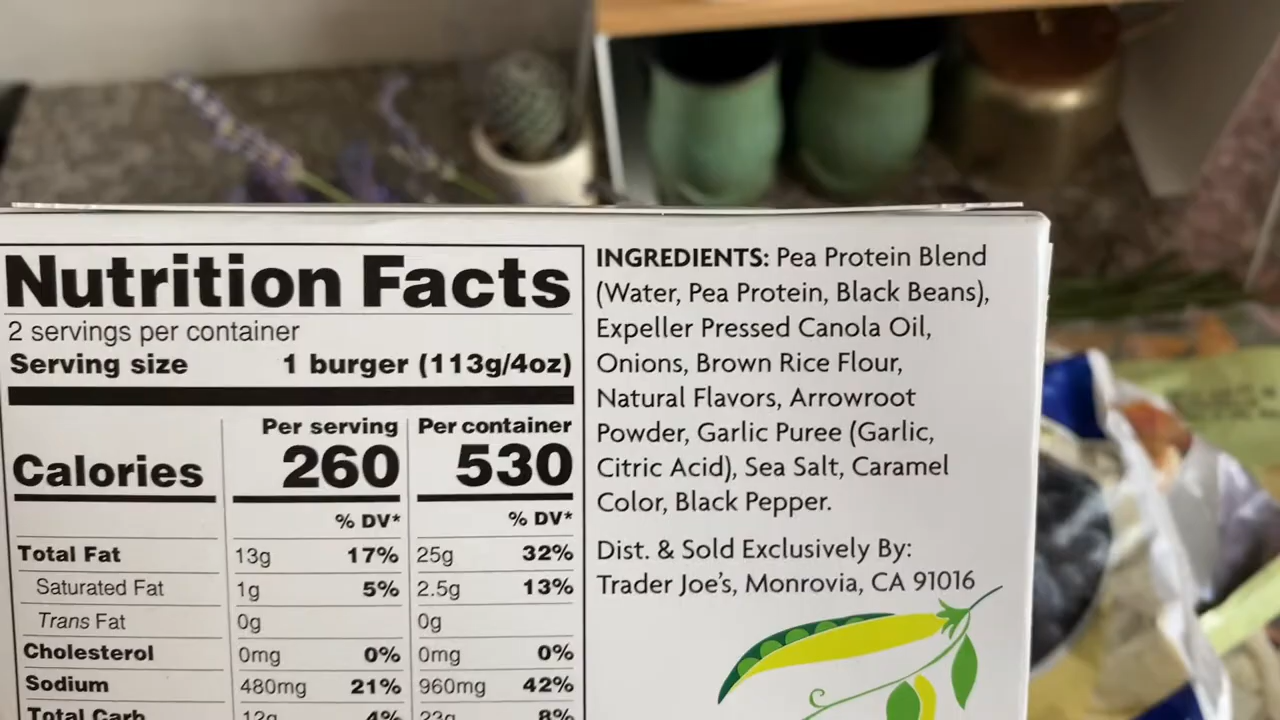 Nutrition Facts
2 servings per container
Serving size 1 burger (113g/4oz)
Per serving Per container
Calories 260 530
% DV* % DV*
Total Fat 13g 17% 25g 32%
Saturated Fat 1g 5% 2.5g 13%
Trans Fat 0g 0g
Cholesterol 0mg 0% 0mg 0%
Sodium 480mg 21% 960mg 42%
Total Carb 12g 4% 23g 8%
INGREDIENTS: Pea Protein Blend
(Water, Pea Protein, Black Beans),
Expeller Pressed Canola Oil,
Onions, Brown Rice Flour,
Natural Flavors, Arrowroot
Powder, Garlic Puree (Garlic,
Citric Acid), Sea Salt, Caramel
Color, Black Pepper.
Dist. & Sold Exclusively By:
Trader Joe's, Monrovia, CA 91016